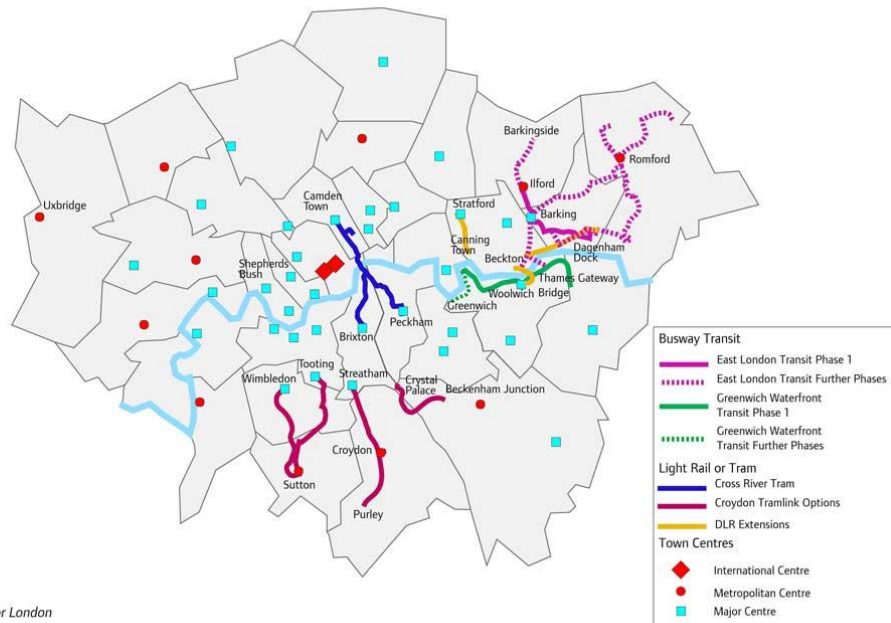 Barkingside
Romford
Ilford
Uxbridge
Camden
Town
Stratford
Barking
Canning
Town
Dagenham
Dock
Shepherds
Bush
Beckton
Thames Gateway
Bridge
Woolwich
Greenwich
Peckham
Brixton
Tooting
Streatham
Wimbledon
Crystal
Palace
Beckenham Junction
Croydon
Sutton
Purley
Busway Transit
East London Transit Phase 1
East London Transit Further Phases
Greenwich Waterfront
Transit Phase 1
Greenwich Waterfront
Transit Further Phases
Light Rail or Tram
Cross River Tram
Croydon Tramlink Options
DLR Extensions
Town Centres
International Centre
Metropolitan Centre
Major Centre
or London